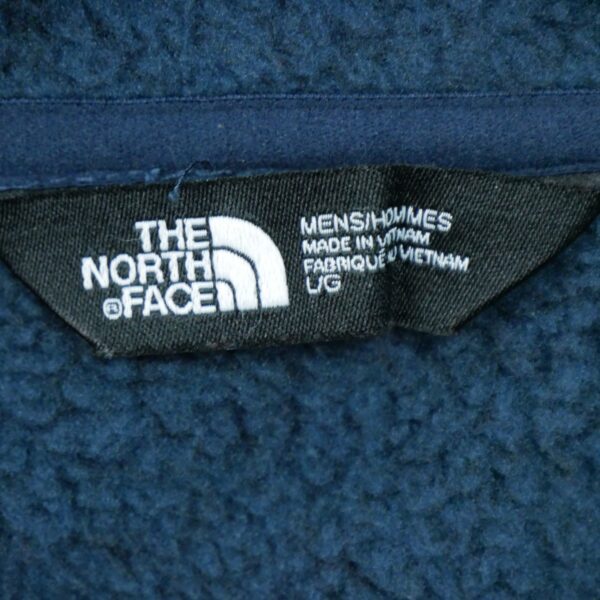 THE
NORTH
®FACE
MENS/HOMMES
MADE IN VIETNAM
FABRIQUÉ AU VIETNAM
L/G